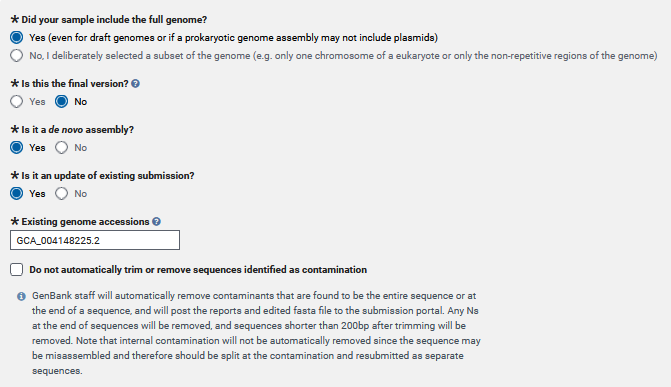 * Did your sample include the full genome?
Yes (even for draft genomes or if a prokaryotic genome assembly may not include plasmids)
No, I deliberately selected a subset of the genome (e.g. only one chromosome of a eukaryote or only the non-repetitive regions of the genome)
* Is this the final version? ?
Yes No
* Is it a de novo assembly?
Yes No
* Is it an update of existing submission?
Yes No
* Existing genome accessions ?
GCA_004148225.2
Do not automatically trim or remove sequences identified as contamination
GenBank staff will automatically remove contaminants that are found to be the entire sequence or at
the end of a sequence, and will post the reports and edited fasta file to the submission portal. Any Ns
at the end of sequences will be removed, and sequences shorter than 200bp after trimming will be
removed. Note that internal contamination will not be automatically removed since the sequence may
be misassembled and therefore should be split at the contamination and resubmitted as separate
sequences.